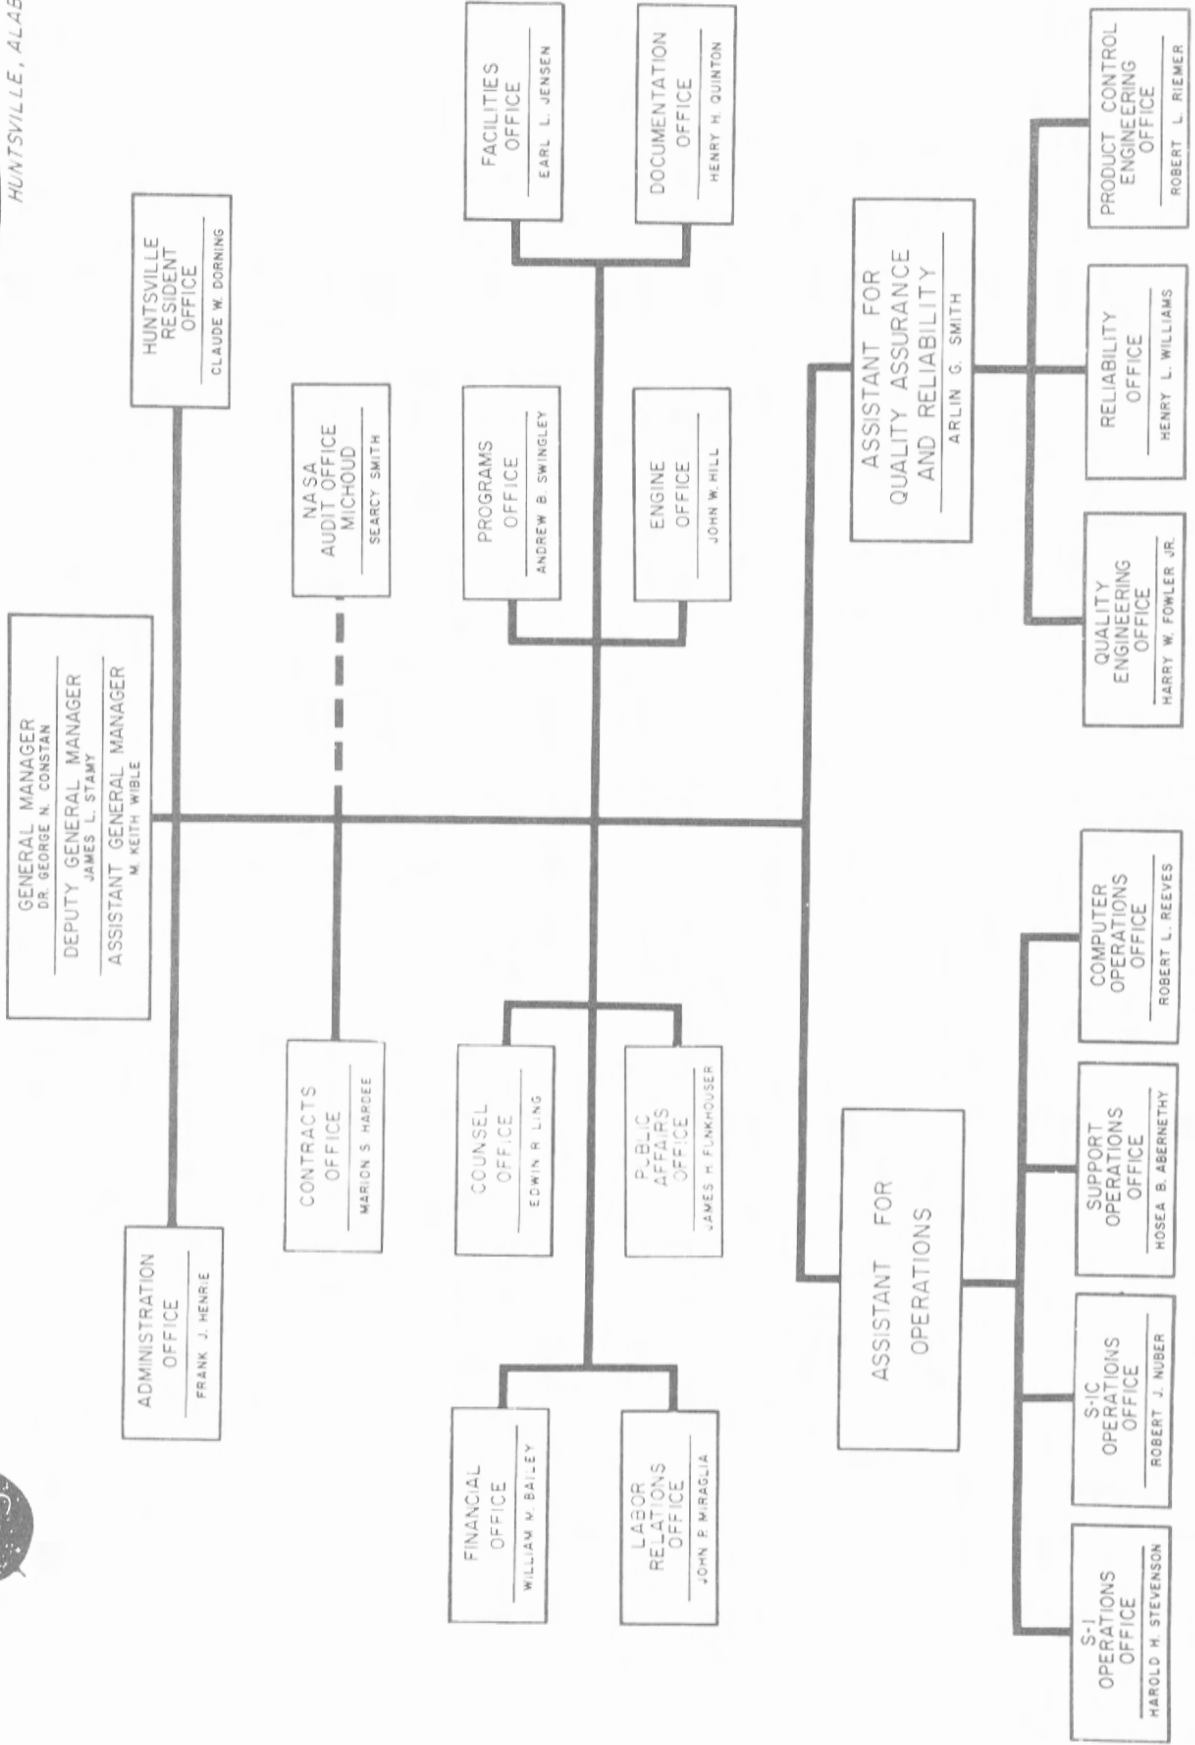 HUNTSVILLE, ALAB
GENERAL MANAGER
DR. GEORGE N. CONSTAN
DEPUTY GENERAL MANAGER
JAMES L. STAMY
ASSISTANT GENERAL MANAGER
M. KEITH WIBLE
ADMINISTRATION
OFFICE
FRANK J. HENRIE
HUNTSVILLE
RESIDENT
OFFICE
CLAUDE W. DORNING
CONTRACTS
OFFICE
MARION S HARDEE
NASA
AUDIT OFFICE
MICHOUD
SEARCY SMITH
FINANCIAL
OFFICE
WILLIAM M. BAILEY
COUNSEL
OFFICE
EDWIN R LING
PROGRAMS
OFFICE
ANDREW B. SWINGLEY
FACILITIES
OFFICE
EARL L. JENSEN
LABOR
RELATIONS
OFFICE
JOHN P. MIRAGLIA
PUBLIC
AFFAIRS
OFFICE
JAMES H. FUNKHOUSER
ENGINE
OFFICE
JOHN W. HILL
DOCUMENTATION
OFFICE
HENRY H. QUINTON
ASSISTANT FOR
OPERATIONS
ASSISTANT FOR
QUALITY ASSURANCE
AND RELIABILITY
ARLIN G. SMITH
S-I
OPERATIONS
OFFICE
HAROLD H. STEVENSON
S-IC
OPERATIONS
OFFICE
ROBERT J. NUBER
SUPPORT
OPERATIONS
OFFICE
HOSEA B. ABERNETHY
COMPUTER
OPERATIONS
OFFICE
ROBERT L. REEVES
QUALITY
ENGINEERING
OFFICE
HARRY W. FOWLER JR.
RELIABILITY
OFFICE
HENRY L. WILLIAMS
PRODUCT CONTROL
ENGINEERING
OFFICE
ROBERT L. RIEMER